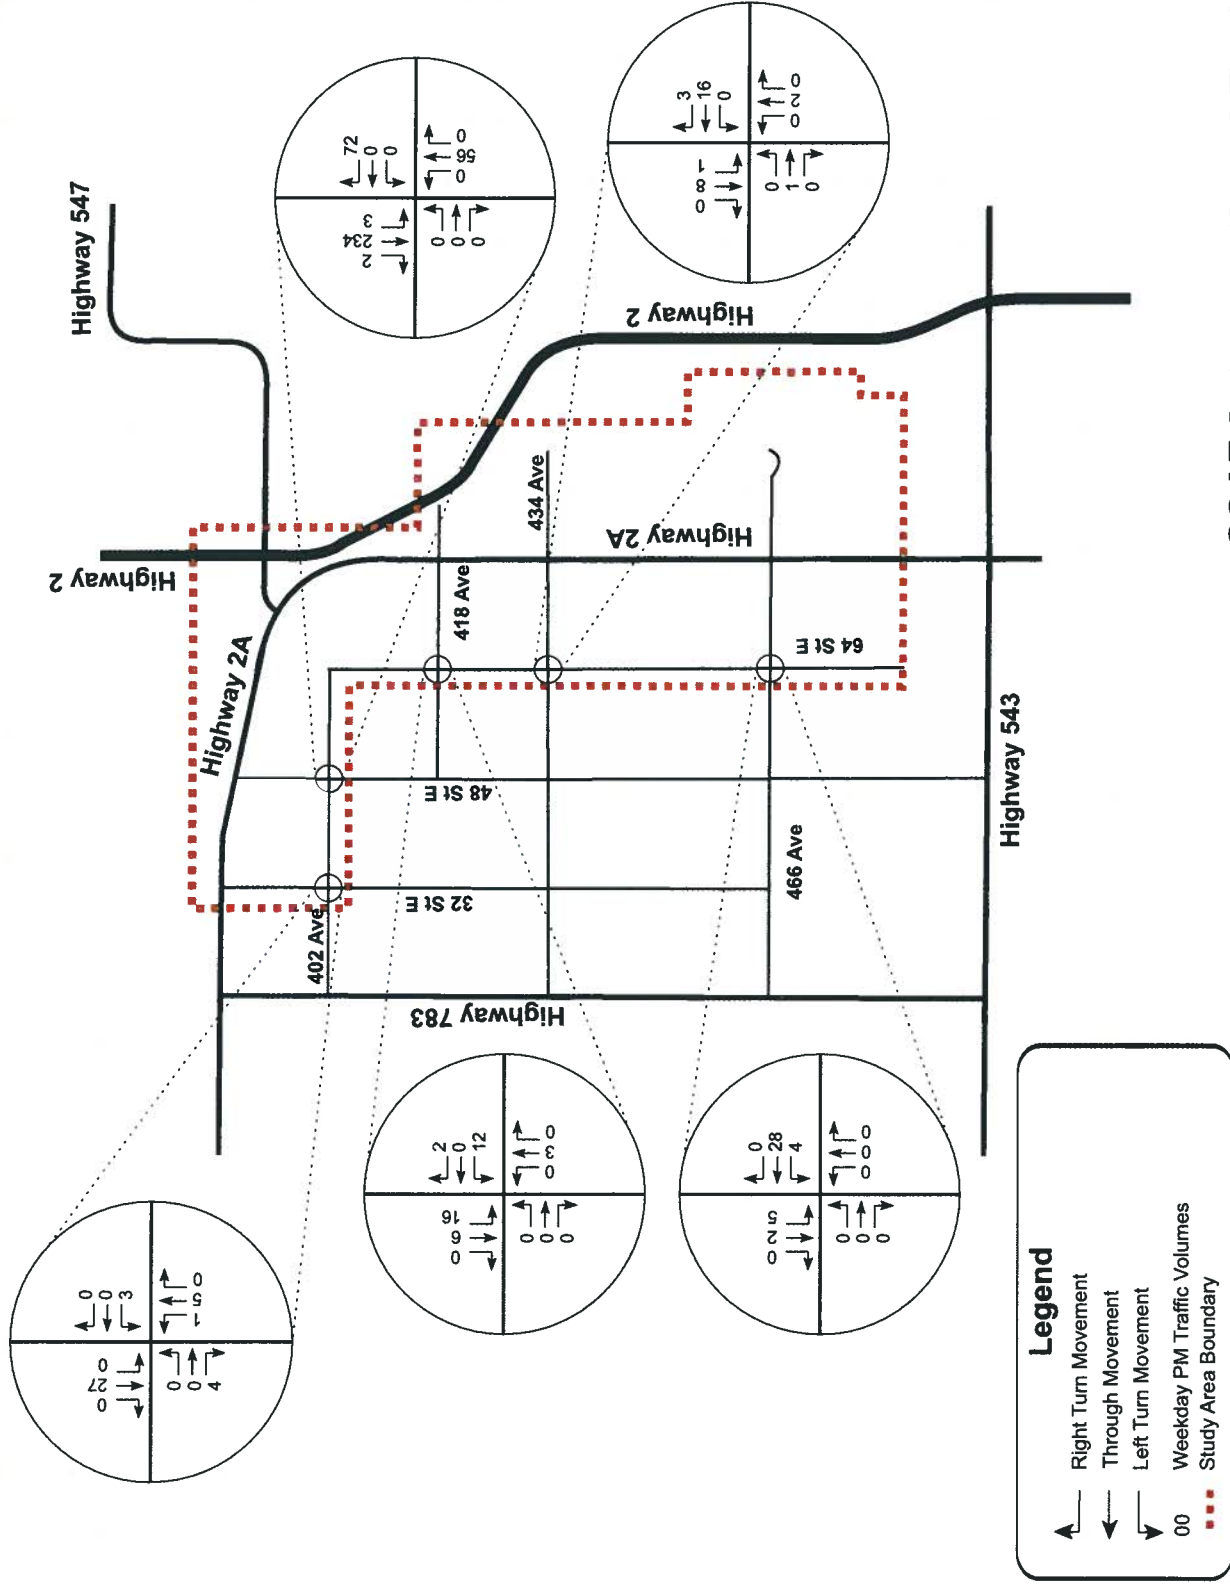 Highway 547
Highway 2
Highway 2
Highway 2A
Highway 2A
418 Ave
434 Ave
64 St E
48 St E
32 St E
402 Ave
466 Ave
Highway 783
Highway 543
2 234 3
72
0
0
0
0
0
0 56 0
0 8 1
3
16
0
0
1
0
0 2 0
0 27 0
0
0
3
0
0
4
1 5 0
0 6 16
2
0
12
0
0
0
0 3 0
0 2 5
0
28
4
0
0
0
0 0 0
Legend
Right Turn Movement
Through Movement
Left Turn Movement
00 Weekday PM Traffic Volumes
Study Area Boundary